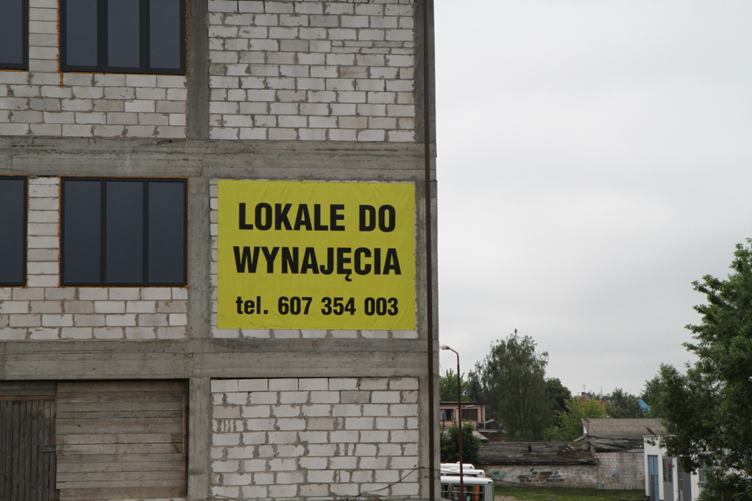 LOKALE DO
WYNAJĘCIA
tel. 607 354 003